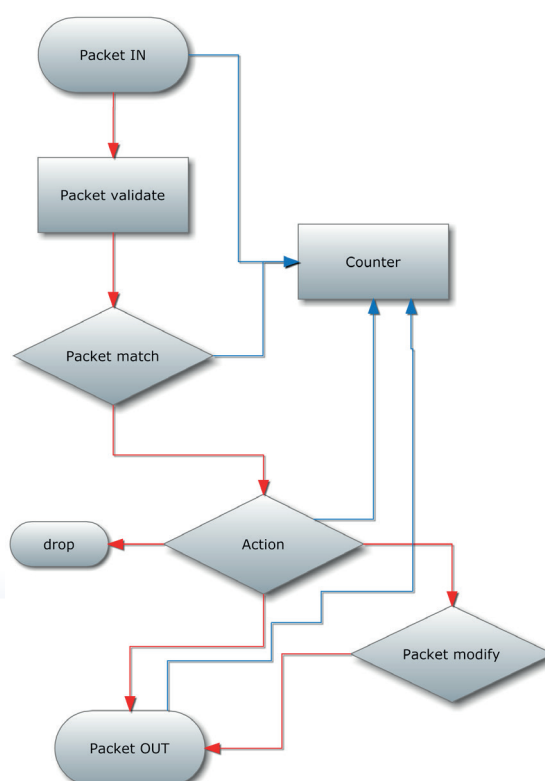 Packet IN
Packet validate
Counter
Packet match
Action
drop
Packet modify
Packet OUT